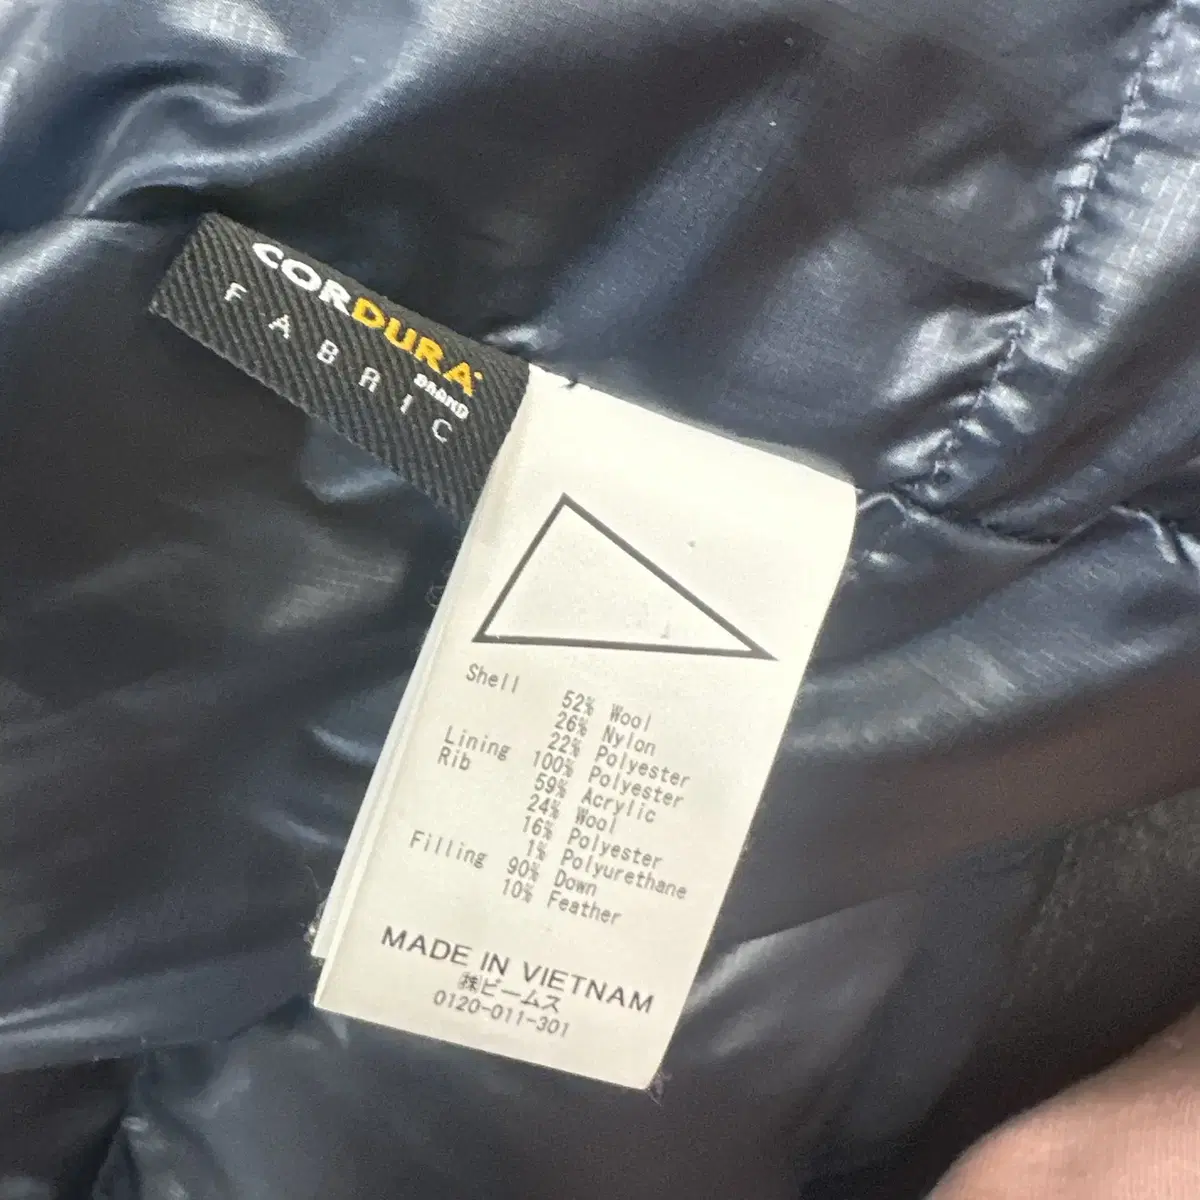 CORDURA
BRAND
FABRIC
Shell 52% Wool
26% Nylon
22% Polyester
Lining 100% Polyester
Rib 59% Acrylic
24% Wool
16% Polyester
1% Polyurethane
Filling 90% Down
10% Feather
MADE IN VIETNAM
㈱ビームス
0120-011-301